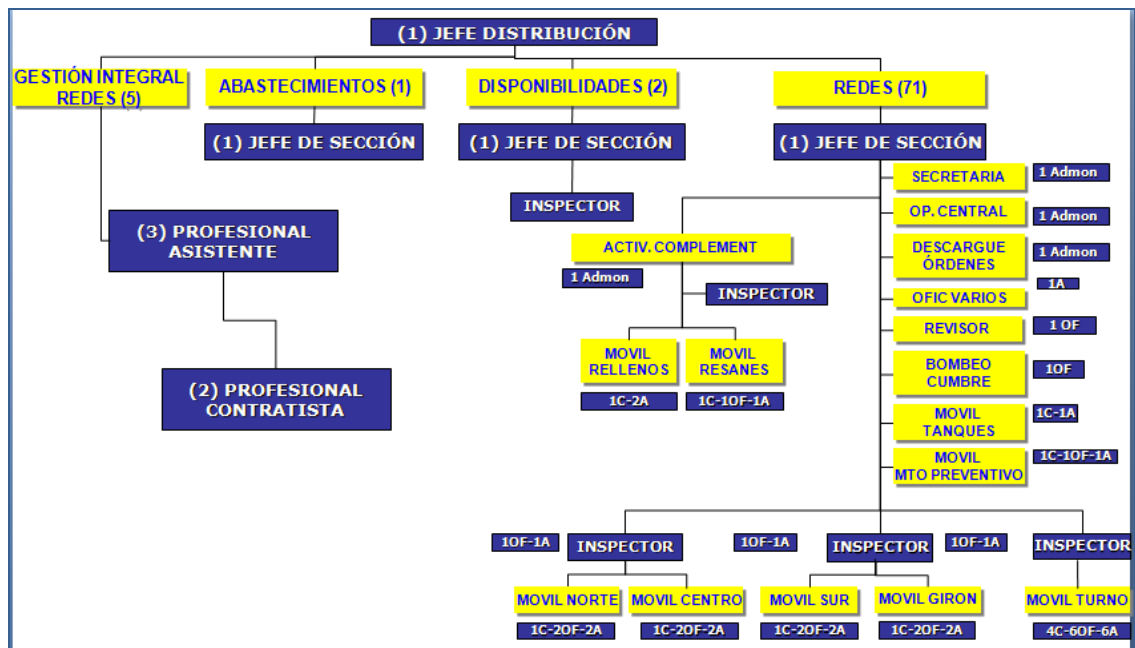 (1) JEFE DISTRIBUCIÓN
GESTIÓN INTEGRAL
REDES (5)
ABASTECIMIENTOS (1)
DISPONIBILIDADES (2)
REDES (71)
(1) JEFE DE SECCIÓN
(1) JEFE DE SECCIÓN
(1) JEFE DE SECCIÓN
INSPECTOR
(3) PROFESIONAL
ASISTENTE
(2) PROFESIONAL
CONTRATISTA
SECRETARIA
1 Admon
OP. CENTRAL
1 Admon
DESCARGUE
ÓRDENES
1 Admon
OFIC VARIOS
1A
REVISOR
1 OF
BOMBEO
CUMBRE
1OF
MOVIL
TANQUES
1C-1A
MOVIL
MTO PREVENTIVO
1C-1OF-1A
ACTIV. COMPLEMENT
1 Admon
INSPECTOR
MOVIL
RELLENOS
1C-2A
MOVIL
RESANES
1C-1OF-1A
1OF-1A
INSPECTOR
1OF-1A
INSPECTOR
1OF-1A
INSPECTOR
MOVIL NORTE
MOVIL CENTRO
MOVIL SUR
MOVIL GIRON
MOVIL TURNO
1C-2OF-2A
1C-2OF-2A
1C-2OF-2A
1C-2OF-2A
4C-6OF-6A